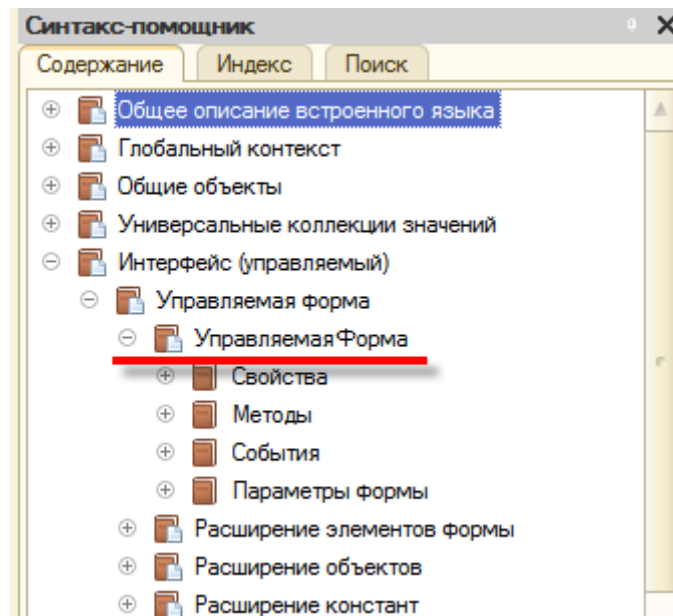 Синтакс-помощник
Содержание Индекс Поиск
Общее описание встроенного языка
Глобальный контекст
Общие объекты
Универсальные коллекции значений
Интерфейс (управляемый)
Управляемая форма
УправляемаяФорма
Свойства
Методы
События
Параметры формы
Расширение элементов формы
Расширение объектов
Расширение констант